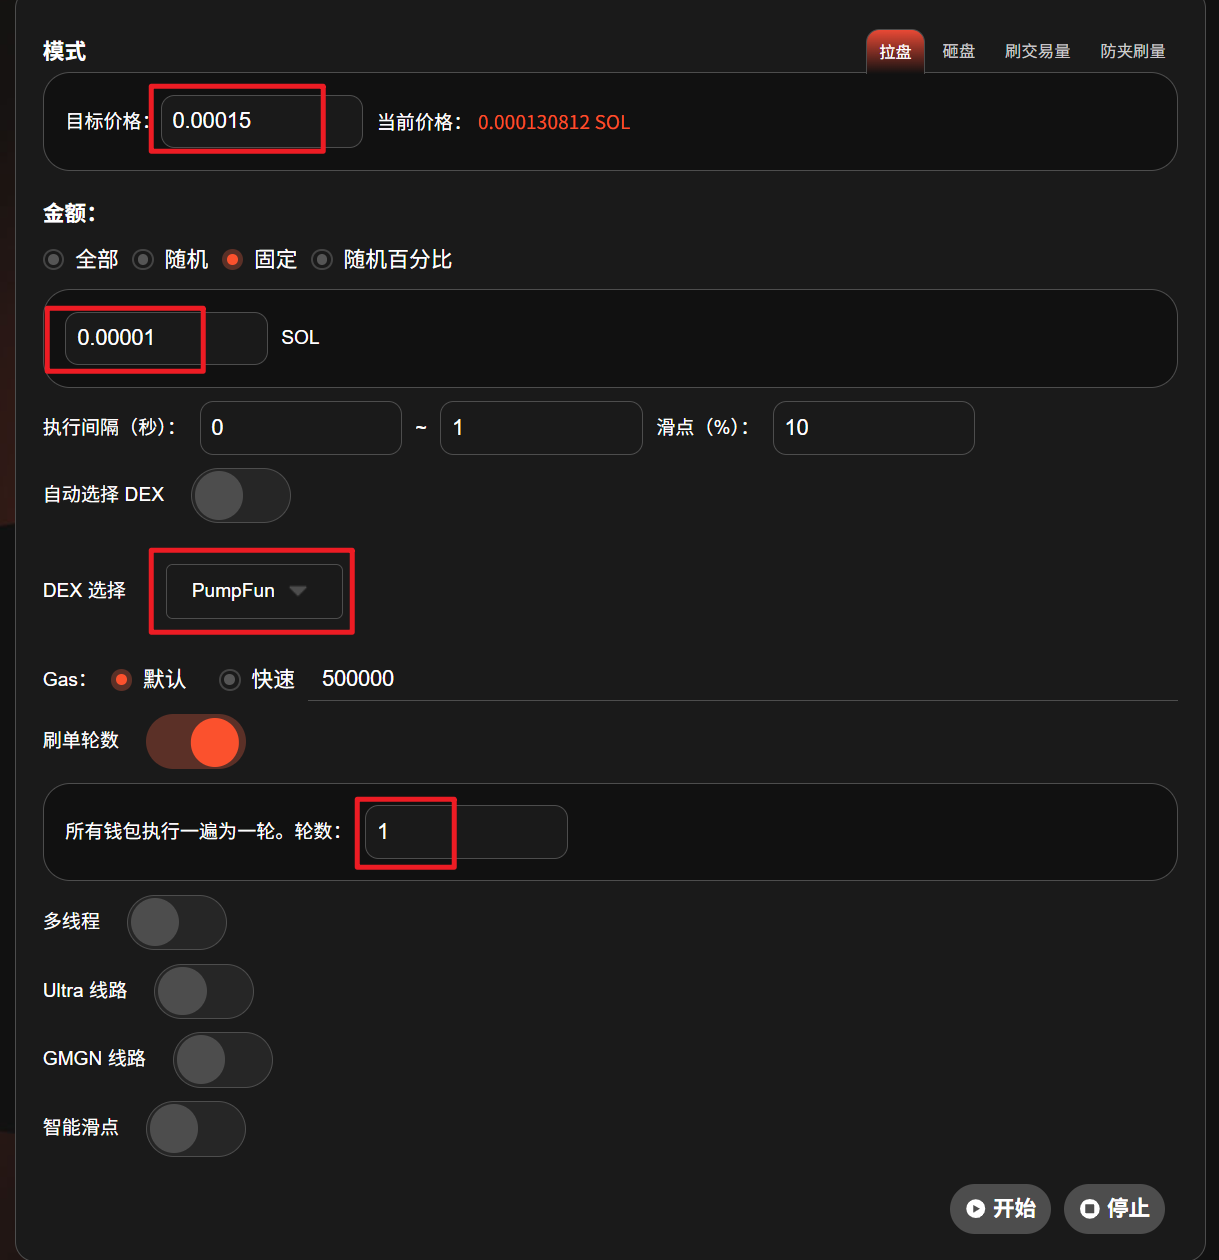 模式
拉盘 砸盘 刷交易量 防夹刷量
目标价格: 0.00015 当前价格: 0.000130812 SOL
金额:
全部 随机 固定 随机百分比
0.00001 SOL
执行间隔（秒）: 0 ~ 1 滑点（%）: 10
自动选择 DEX
DEX 选择 PumpFun
Gas: 默认 快速 500000
刷单轮数
所有钱包执行一遍为一轮。轮数: 1
多线程
Ultra 线路
GMGN 线路
智能滑点
开始 停止